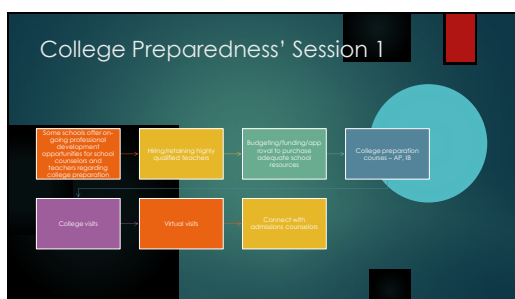 College Preparedness' Session 1
Some schools offer on-
going professional
development
opportunities for school
counselors and
teachers regarding
college preparation
Hiring/retaining highly
qualified teachers
Budgeting/funding/app
roval to purchase
adequate school
resources
College preparation
courses – AP, IB
College visits
Virtual visits
Connect with
admissions counselors